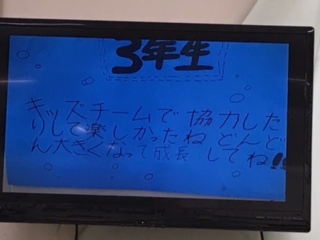 3年生
キッズチームで協力した
りして楽しかったね どんど
ん大きくなって成長 してね!!